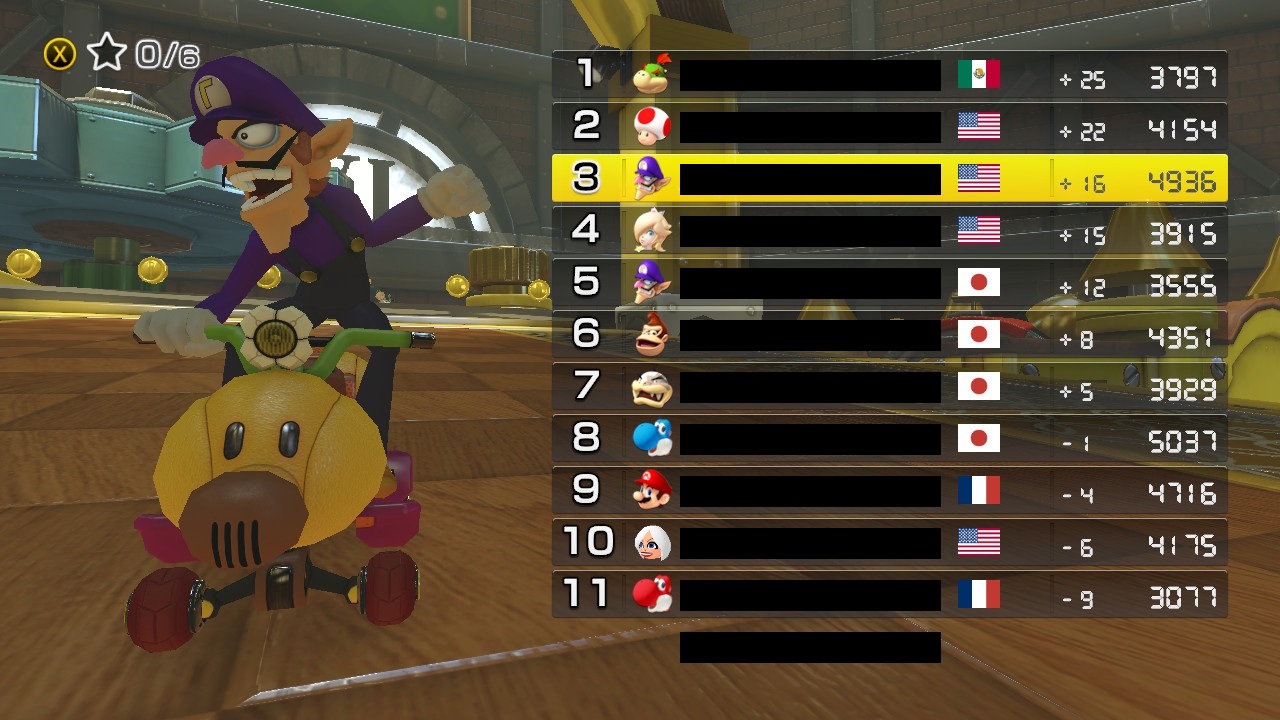 X 0/6
1 + 25 3797
2 + 22 4154
3 + 16 4936
4 + 15 3915
5 + 12 3555
6 + 8 4351
7 + 5 3929
8 - 1 5037
9 - 4 4716
10 - 6 4175
11 - 9 3077